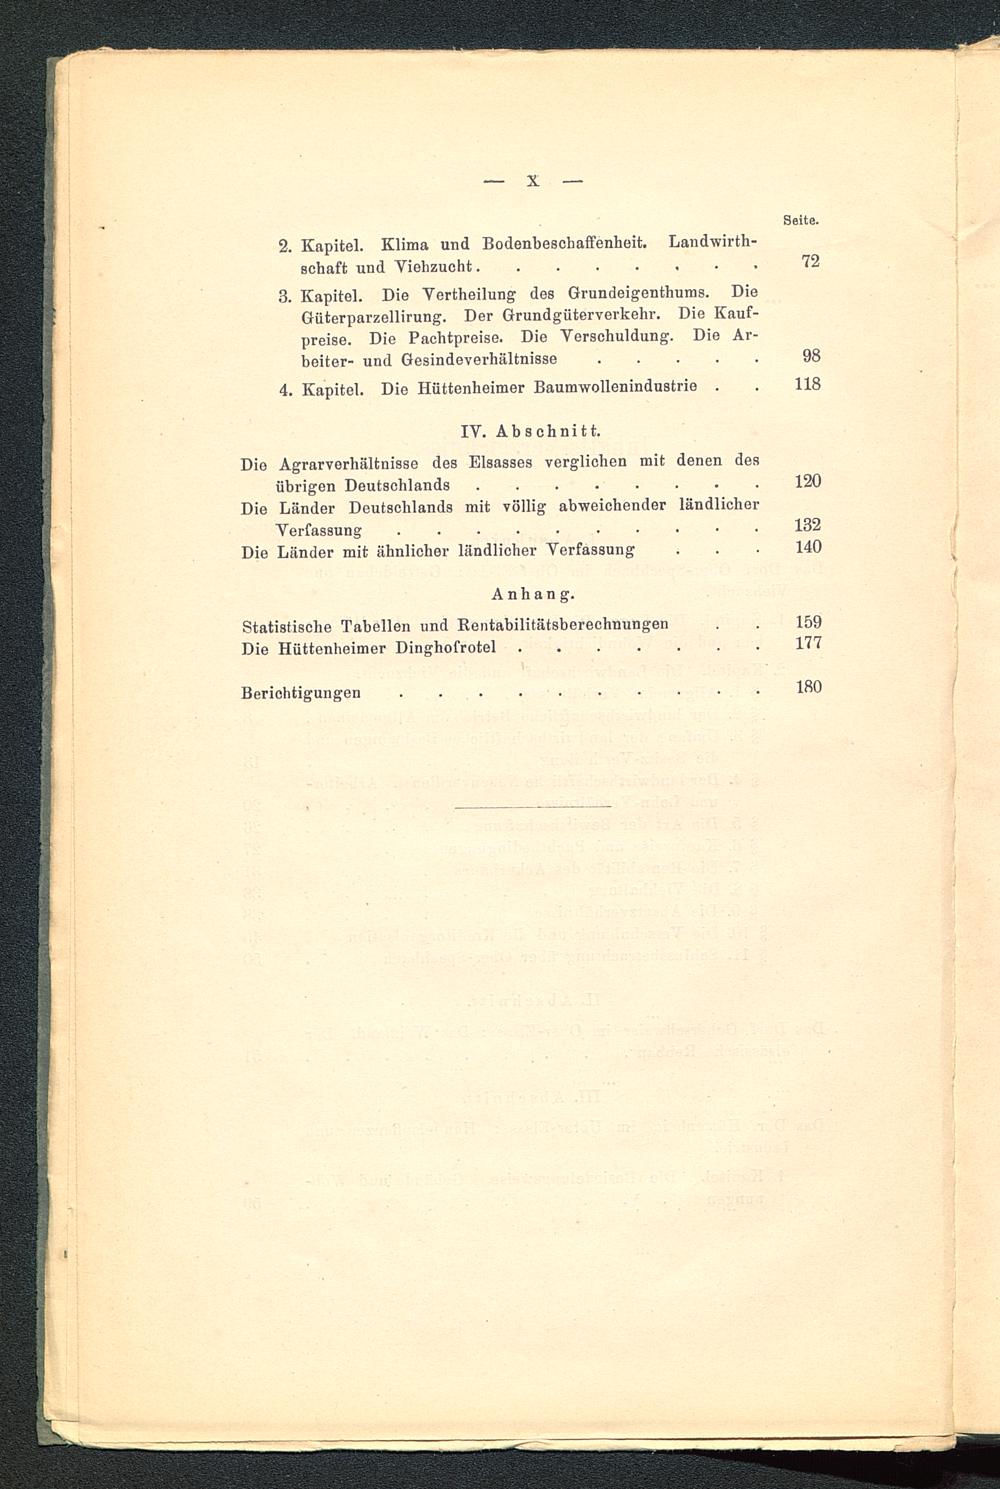 — X —
Seite.
2. Kapitel. Klima und Bodenbeschaffenheit. Landwirth-
schaft und Viehzucht . . . . . . . . 72
3. Kapitel. Die Vertheilung des Grundeigenthums. Die
Güterparzellirung. Der Grundgüterverkehr. Die Kauf-
preise. Die Pachtpreise. Die Verschuldung. Die Ar-
beiter- und Gesindeverhältnisse . . . . . 98
4. Kapitel. Die Hüttenheimer Baumwollenindustrie . . 118
IV. Abschnitt.
Die Agrarverhältnisse des Elsasses verglichen mit denen des
übrigen Deutschlands . . . . . . . . 120
Die Länder Deutschlands mit völlig abweichender ländlicher
Verfassung . . . . . . . . . . 132
Die Länder mit ähnlicher ländlicher Verfassung . . . 140
Anhang.
Statistische Tabellen und Rentabilitätsberechnungen . . 159
Die Hüttenheimer Dinghofrotel . . . . . . . 177
Berichtigungen . . . . . . . . . . 180